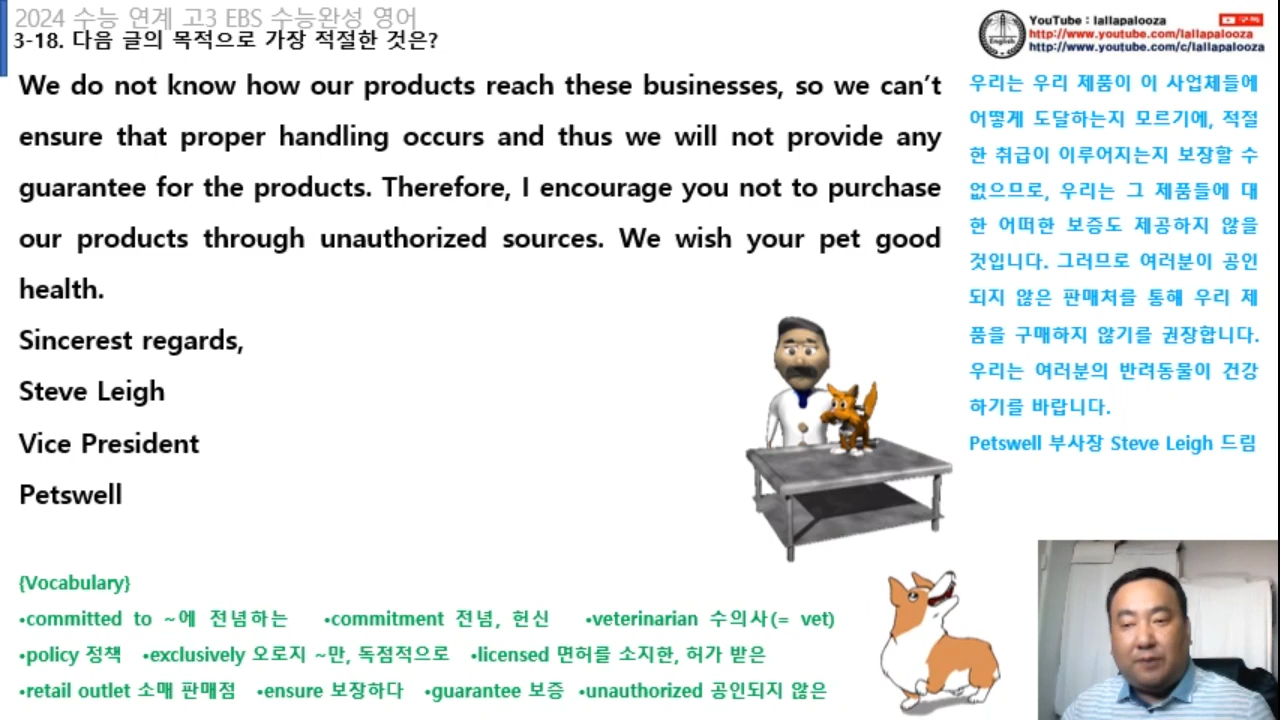 2024 수능 연계 고3 EBS 수능완성 영어
3-18. 다음 글의 목적으로 가장 적절한 것은?
YouTube : lallapalooza
구독
http://www.youtube.com/lallapalooza
http://www.youtube.com/c/lallapalooza
English
We do not know how our products reach these businesses, so we can’t
ensure that proper handling occurs and thus we will not provide any
guarantee for the products. Therefore, I encourage you not to purchase
our products through unauthorized sources. We wish your pet good
health.
Sincerest regards,
Steve Leigh
Vice President
Petswell
우리는 우리 제품이 이 사업체들에
어떻게 도달하는지 모르기에, 적절
한 취급이 이루어지는지 보장할 수
없으므로, 우리는 그 제품들에 대
한 어떠한 보증도 제공하지 않을
것입니다. 그러므로 여러분이 공인
되지 않은 판매처를 통해 우리 제
품을 구매하지 않기를 권장합니다.
우리는 여러분의 반려동물이 건강
하기를 바랍니다.
Petswell 부사장 Steve Leigh 드림
{Vocabulary}
•committed to ~에 전념하는 •commitment 전념, 헌신 •veterinarian 수의사(= vet)
•policy 정책 •exclusively 오로지 ~만, 독점적으로 •licensed 면허를 소지한, 허가 받은
•retail outlet 소매 판매점 •ensure 보장하다 •guarantee 보증 •unauthorized 공인되지 않은